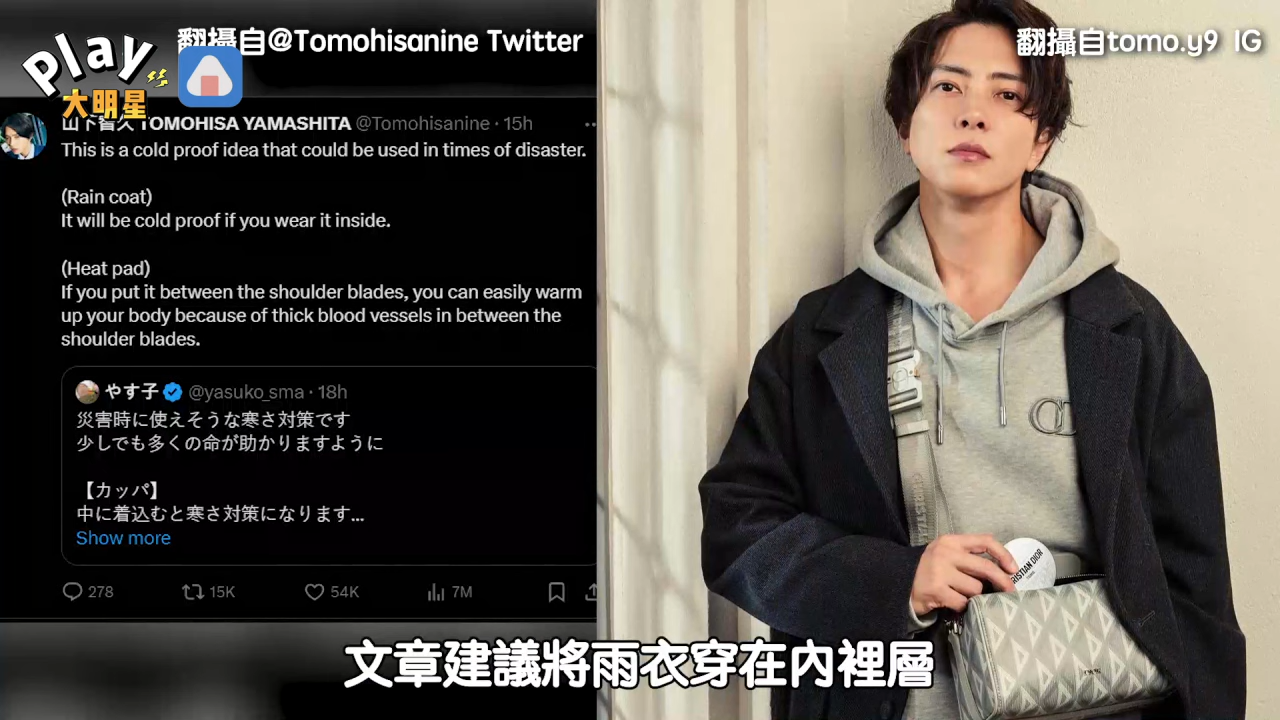 翻攝自@Tomohisanine Twitter
翻攝自tomo.y9 IG
Play
大明星
山下智久 TOMOHISA YAMASHITA @Tomohisanine · 15h
This is a cold proof idea that could be used in times of disaster.
(Rain coat)
It will be cold proof if you wear it inside.
(Heat pad)
If you put it between the shoulder blades, you can easily warm
up your body because of thick blood vessels in between the
shoulder blades.
やす子 @yasuko_sma · 18h
災害時に使えそうな寒さ対策です
少しでも多くの命が助かりますように
【カッパ】
中に着込むと寒さ対策になります...
Show more
278 15K 54K 7M
CD
RISTIAN DIOR
文章建議將雨衣穿在內裡層